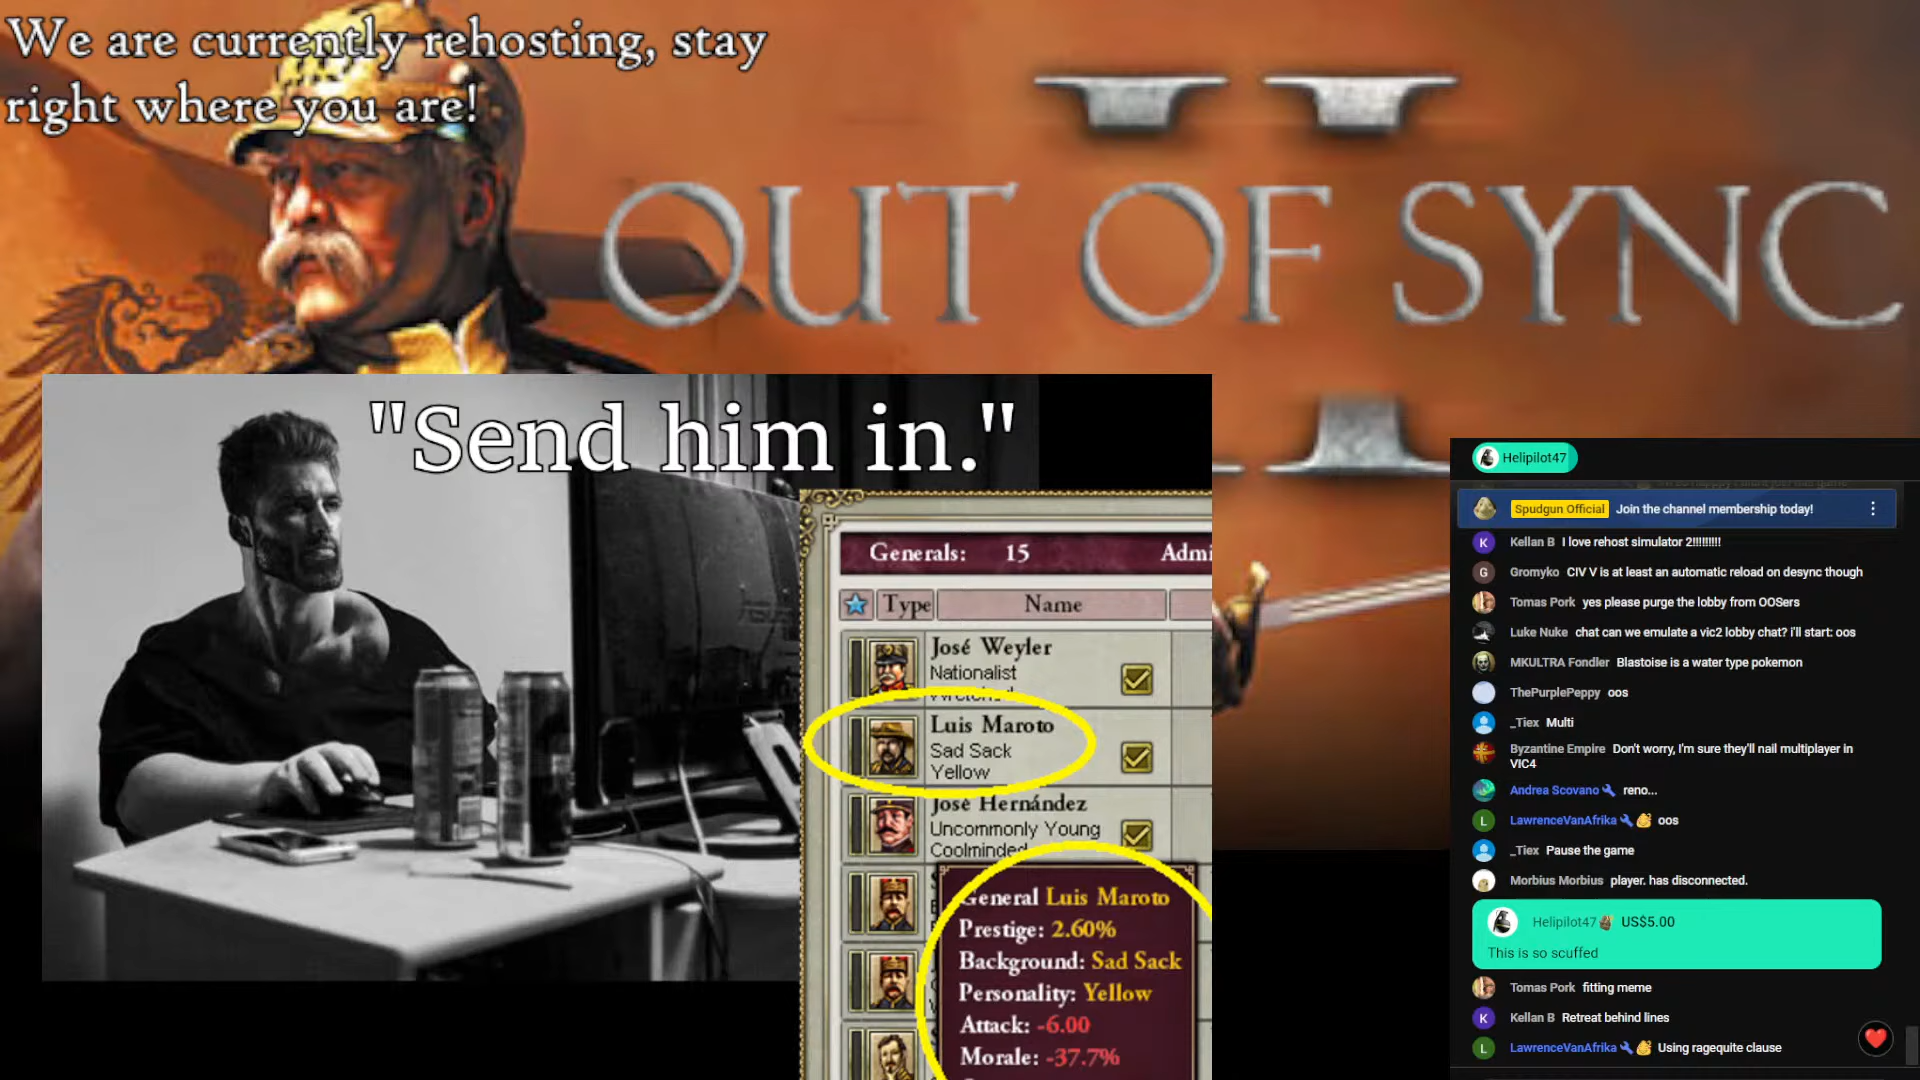 We are currently rehosting, stay
right where you are!
II
OUT OF SYNC
"Send him in."
Generals: 15
Type Name
José Weyler
Nationalist
Luis Maroto
Sad Sack
Yellow
José Hernández
Uncommonly Young
Coolminded
General Luis Maroto
Prestige: 2.60%
Background: Sad Sack
Personality: Yellow
Attack: -6.00
Morale: -37.7%
Helipilot47
Spudgun Official Join the channel membership today!
Kellan B I love rehost simulator 2!!!!!!!!!
Gromyko CIV V is at least an automatic reload on desync though
Tomas Pork yes please purge the lobby from OOSers
Luke Nuke chat can we emulate a vic2 lobby chat? i'll start: oos
MKULTRA Fondler Blastoise is a water type pokemon
ThePurplePeppy oos
_Tiex Multi
Byzantine Empire Don't worry, I'm sure they'll nail multiplayer in
VIC4
Andrea Scovano reno...
LawrenceVanAfrika oos
_Tiex Pause the game
Morbius Morbius player. has disconnected.
Helipilot47 US$5.00
This is so scuffed
Tomas Pork fitting meme
Kellan B Retreat behind lines
LawrenceVanAfrika Using ragequite clause